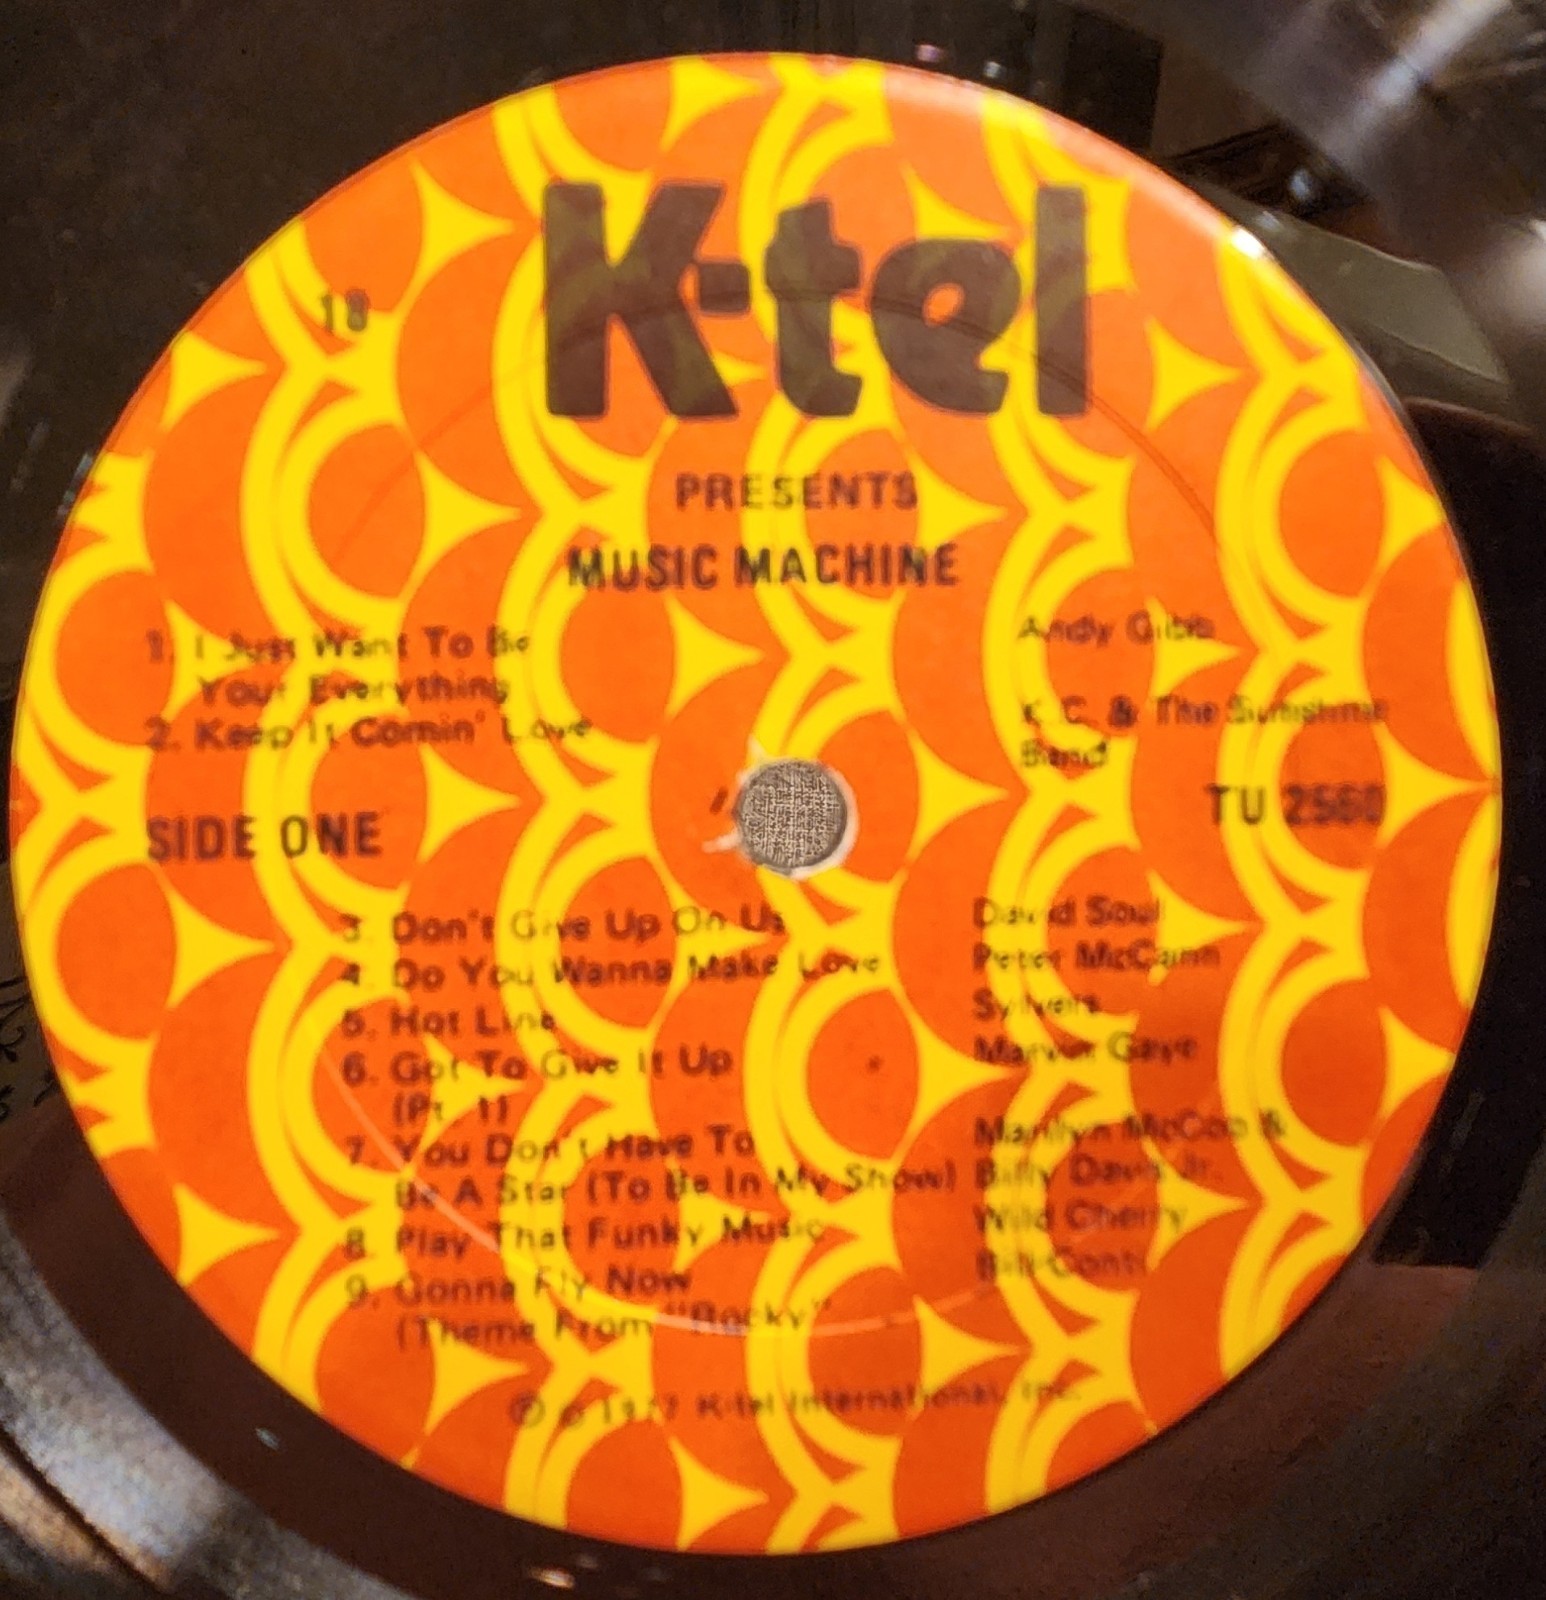 K-tel
18
PRESENTS
MUSIC MACHINE
1. I Just Want To Be Andy Gibb
Your Everything
2. Keep It Comin' Love K.C. & The Sunshine
Band
SIDE ONE TU 2560
3. Don't Give Up On Us David Soul
4. Do You Wanna Make Love Peter McCann
5. Hot Line Sylvers
6. Got To Give It Up Marvin Gaye
(Pt. 1)
7. You Don't Have To Marilyn McCoo &
Be A Star (To Be In My Show) Billy Davis Jr.
8. Play That Funky Music Wild Cherry
9. Gonna Fly Now Bill Conti
(Theme From "Rocky"
Ⓟ © 1977 K-tel International, Inc.